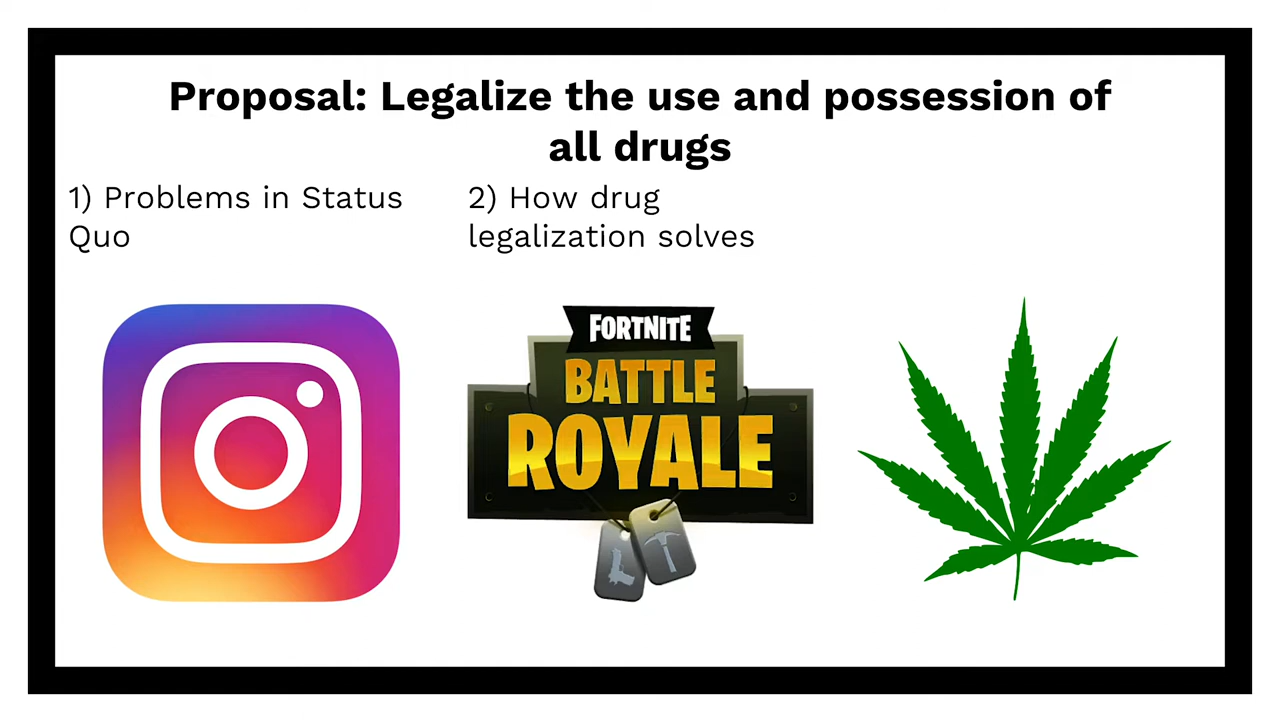 Proposal: Legalize the use and possession of
all drugs
1) Problems in Status
Quo
2) How drug
legalization solves
FORTNITE
BATTLE
ROYALE